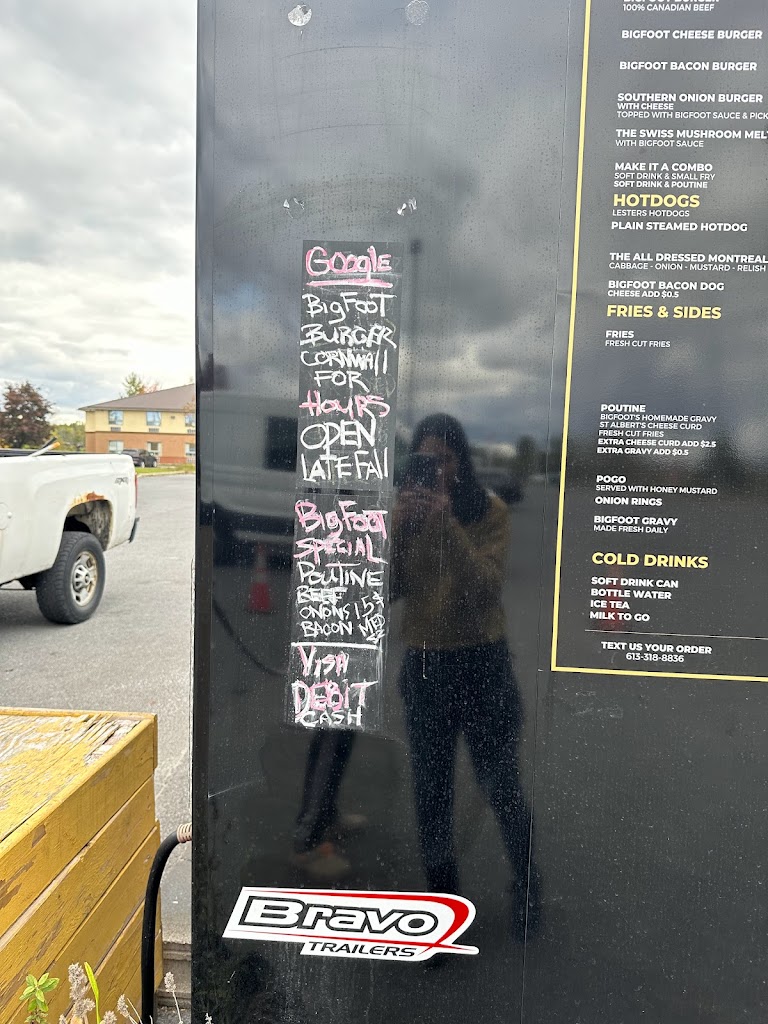 Google
BigFOOT
BURGER
CORNWALL
FOR
HOURS
OPEN
LATE FALL
BigFOOT
SPECIAL
POUTINE
BEEF
ONIONS 15$
BACON MED
VISA
DEBIT
CASH
Bravo
TRAILERS
100% CANADIAN BEEF
BIGFOOT CHEESE BURGER
BIGFOOT BACON BURGER
SOUTHERN ONION BURGER
WITH CHEESE
TOPPED WITH BIGFOOT SAUCE & PICK
THE SWISS MUSHROOM MEL
WITH BIGFOOT SAUCE
MAKE IT A COMBO
SOFT DRINK & SMALL FRY
SOFT DRINK & POUTINE
HOTDOGS
LESTERS HOTDOGS
PLAIN STEAMED HOTDOG
THE ALL DRESSED MONTREAL
CABBAGE - ONION - MUSTARD - RELISH
BIGFOOT BACON DOG
CHEESE ADD $0.5
FRIES & SIDES
FRIES
FRESH CUT FRIES
POUTINE
BIGFOOT'S HOMEMADE GRAVY
ST ALBERT'S CHEESE CURD
FRESH CUT FRIES
EXTRA CHEESE CURD ADD $2.5
EXTRA GRAVY ADD $0.5
POGO
SERVED WITH HONEY MUSTARD
ONION RINGS
BIGFOOT GRAVY
MADE FRESH DAILY
COLD DRINKS
SOFT DRINK CAN
BOTTLE WATER
ICE TEA
MILK TO GO
TEXT US YOUR ORDER
613-318-8836